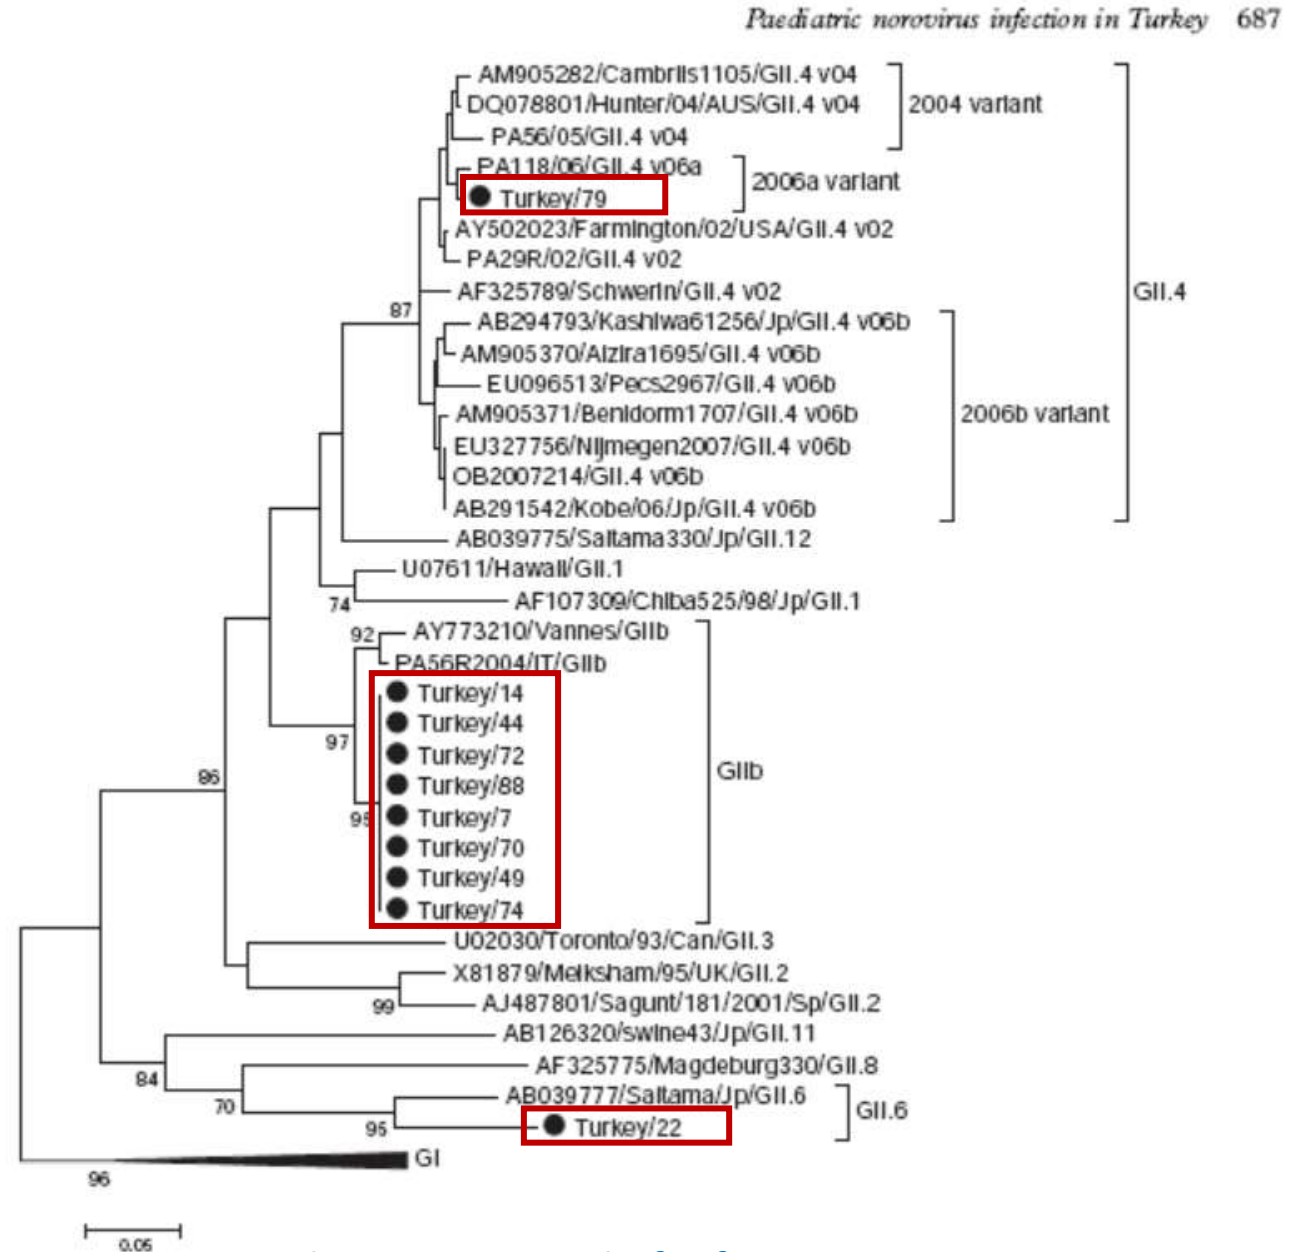 Paediatric norovirus infection in Turkey 687
AM905282/Cambrils1105/GII.4 v04
DQ078801/Hunter/04/AUS/GII.4 v04
2004 variant
PA56/05/GII.4 v04
PA118/06/GII.4 v06a
2006a variant
Turkey/79
AY502023/Farmington/02/USA/GII.4 v02
PA29R/02/GII.4 v02
AF325789/Schwerin/GII.4 v02
GII.4
87
AB294793/Kashiwa61256/Jp/GII.4 v06b
AM905370/Alzira1695/GII.4 v06b
EU096513/Pecs2967/GII.4 v06b
AM905371/Benidorm1707/GII.4 v06b
2006b variant
EU327756/Nijmegen2007/GII.4 v06b
OB2007214/GII.4 v06b
AB291542/Kobe/06/Jp/GII.4 v06b
AB039775/Saitama330/Jp/GII.12
U07611/Hawaii/GII.1
74
AF107309/Chiba525/98/Jp/GII.1
92
AY773210/Vannes/GIIb
PA56R2004/IT/GIIb
Turkey/14
Turkey/44
97
Turkey/72
GIIb
86
Turkey/88
95
Turkey/7
Turkey/70
Turkey/49
Turkey/74
U02030/Toronto/93/Can/GII.3
X81879/Melksham/95/UK/GII.2
99
AJ487801/Sagunt/181/2001/Sp/GII.2
AB126320/swine43/Jp/GII.11
AF325775/Magdeburg330/GII.8
84
AB039777/Saitama/Jp/GII.6
70
GII.6
95
Turkey/22
GI
96
0.05